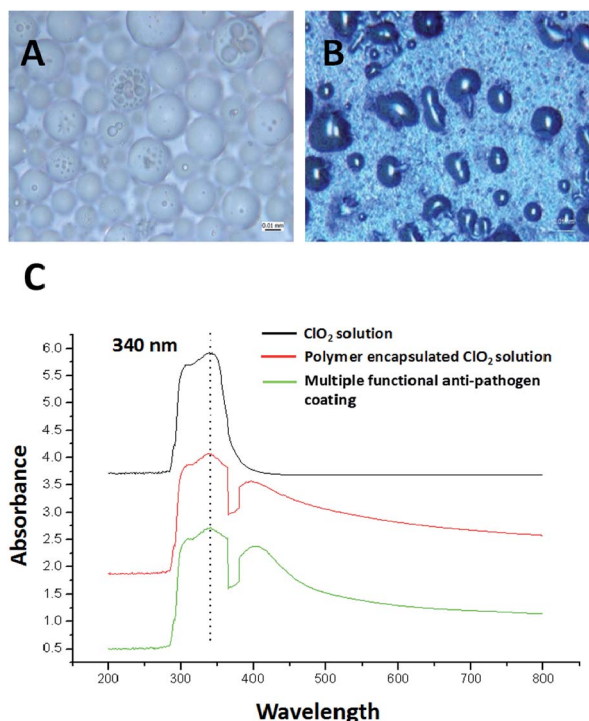 A
B
0.01 mm
C
340 nm
ClO₂ solution
Polymer encapsulated ClO₂ solution
Multiple functional anti-pathogen
coating
6.0
5.5
5.0
4.5
4.0
3.5
3.0
2.5
2.0
1.5
1.0
0.5
Absorbance
200
300
400
500
600
700
800
Wavelength